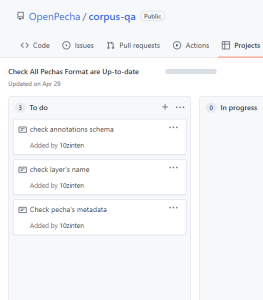 OpenPecha / corpus-qa Public
Code Issues Pull requests Actions Projects
Check All Pechas Format are Up-to-date
Updated on Apr 29
3 To do + ... 0 In progress
check annotations schema ...
Added by 10zinten
check layer's name ...
Added by 10zinten
Check pecha's metadata ...
Added by 10zinten